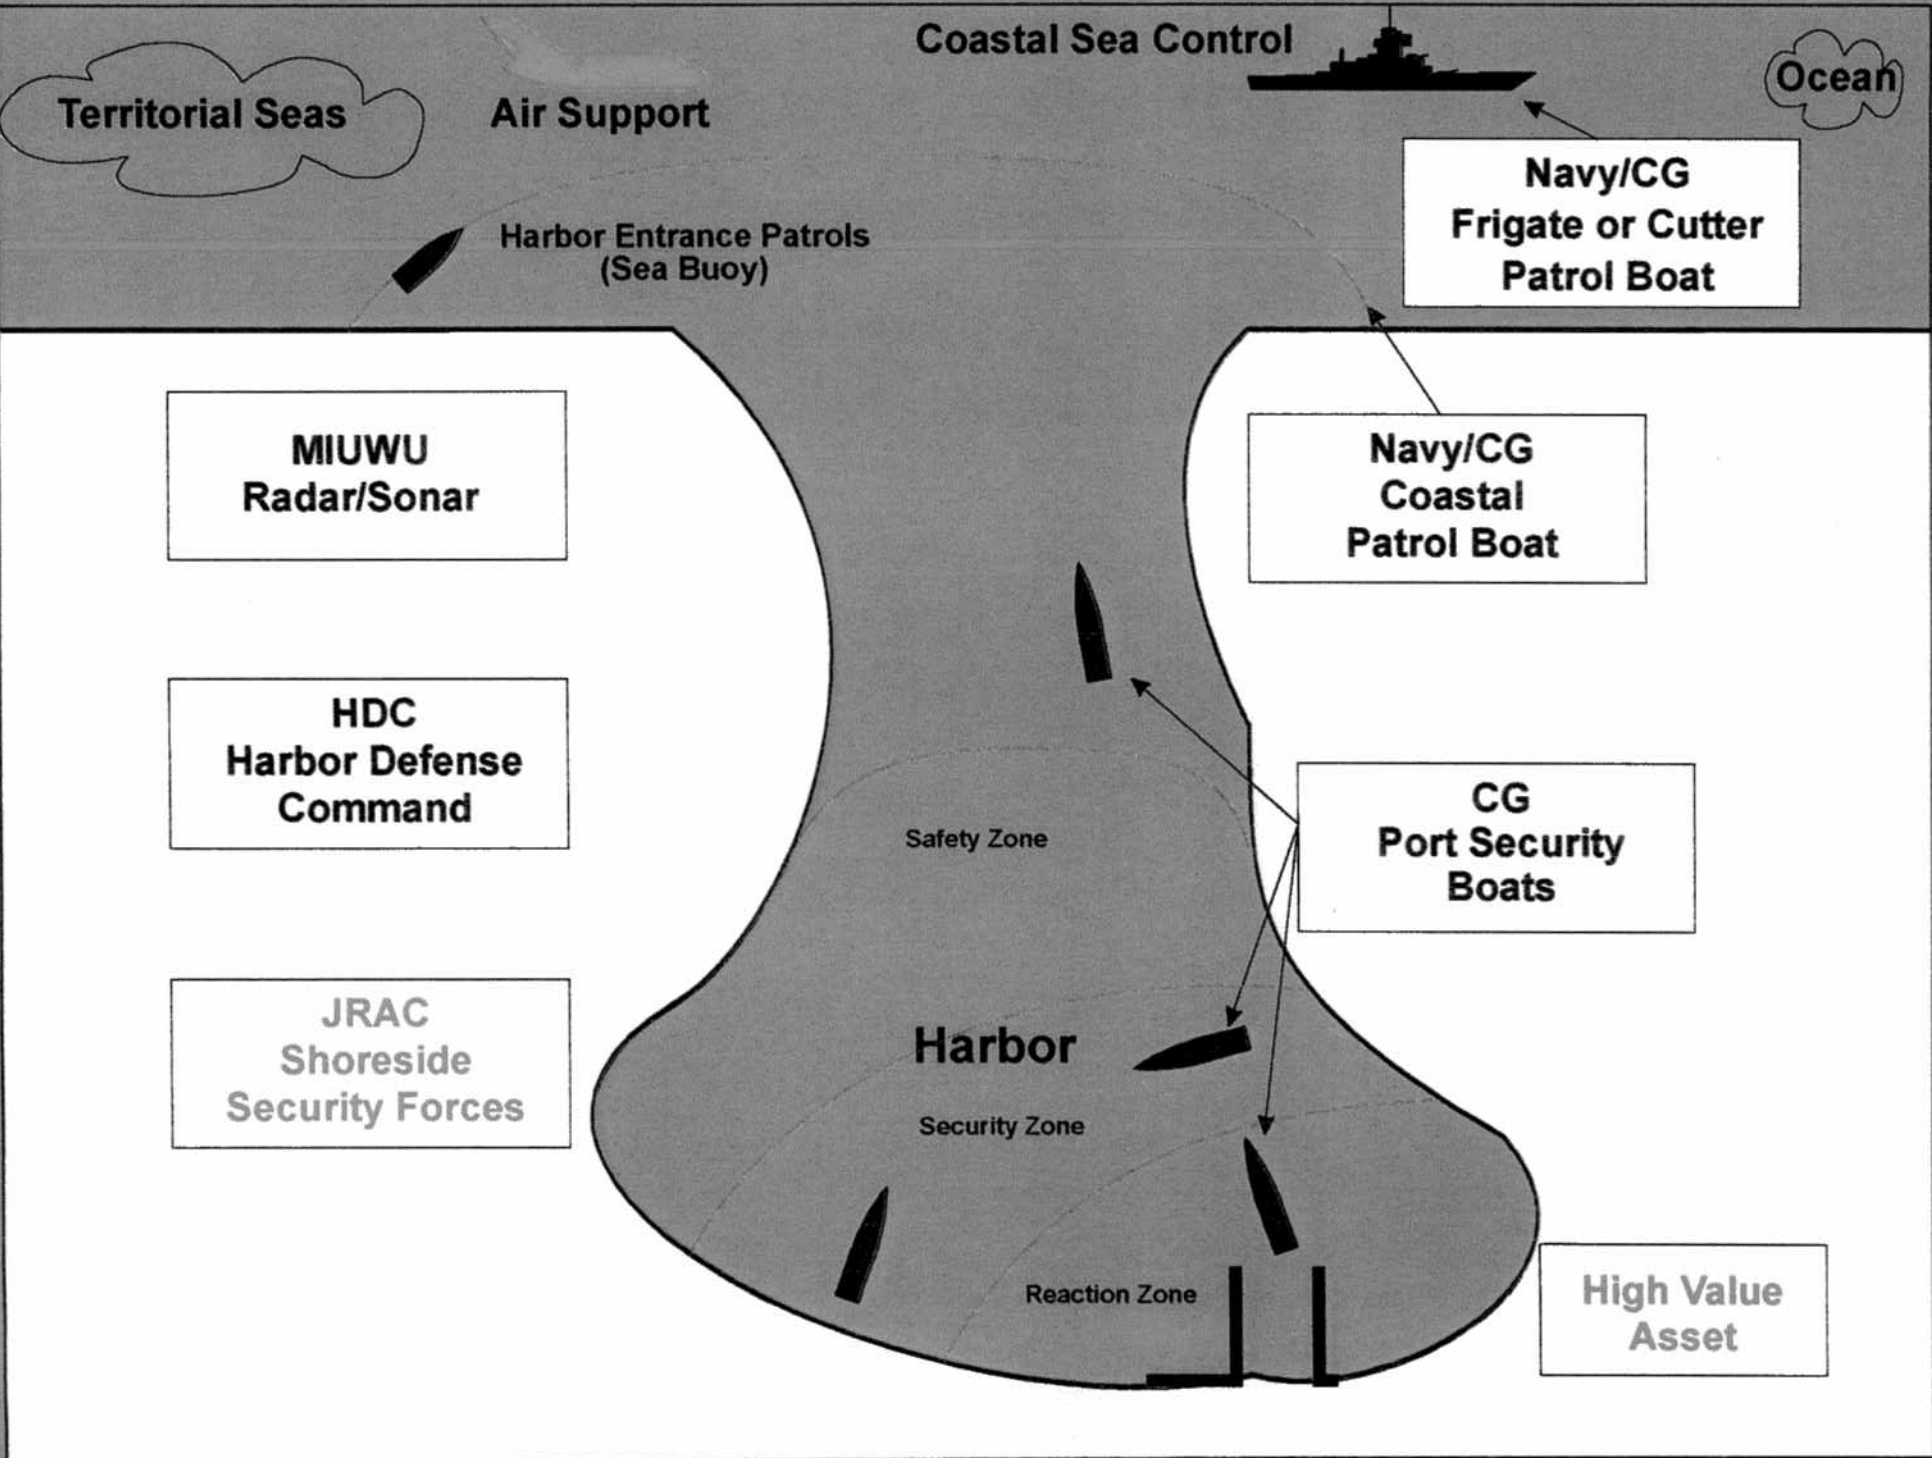 Coastal Sea Control
Ocean
Territorial Seas
Air Support
Navy/CG
Frigate or Cutter
Patrol Boat
Harbor Entrance Patrols
(Sea Buoy)
MIUWU
Radar/Sonar
Navy/CG
Coastal
Patrol Boat
HDC
Harbor Defense
Command
CG
Port Security
Boats
Safety Zone
JRAC
Shoreside
Security Forces
Harbor
Security Zone
Reaction Zone
High Value
Asset